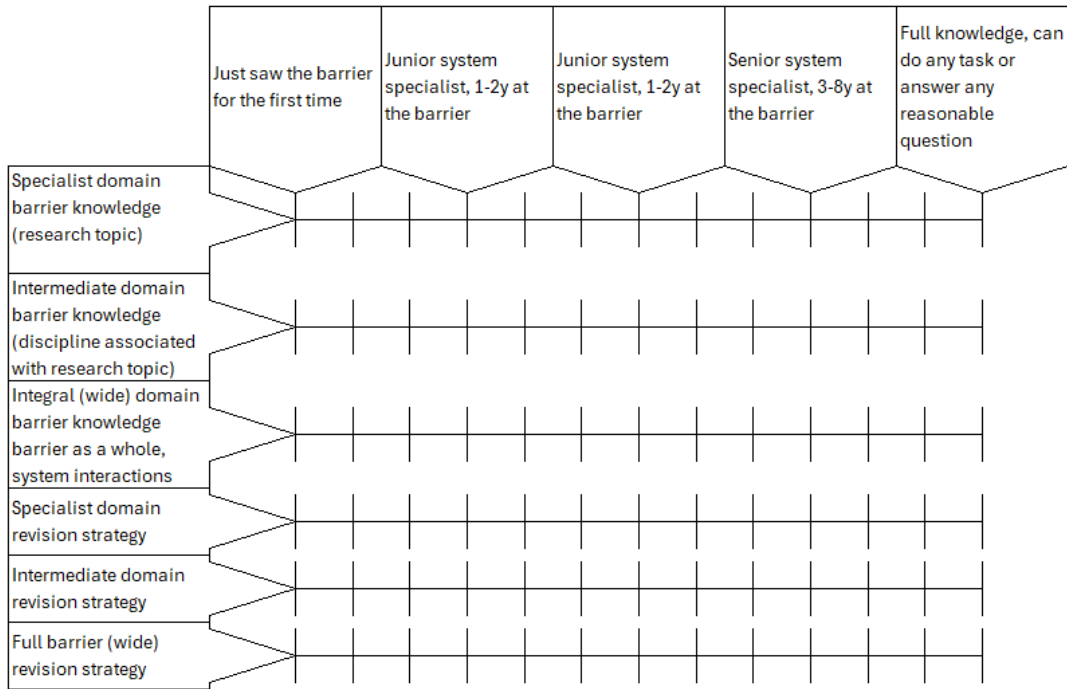 Just saw the barrier
for the first time
Junior system
specialist, 1-2y at
the barrier
Junior system
specialist, 1-2y at
the barrier
Senior system
specialist, 3-8y at
the barrier
Full knowledge, can
do any task or
answer any
reasonable
question
Specialist domain
barrier knowledge
(research topic)
Intermediate domain
barrier knowledge
(discipline associated
with research topic)
Integral (wide) domain
barrier knowledge
barrier as a whole,
system interactions
Specialist domain
revision strategy
Intermediate domain
revision strategy
Full barrier (wide)
revision strategy